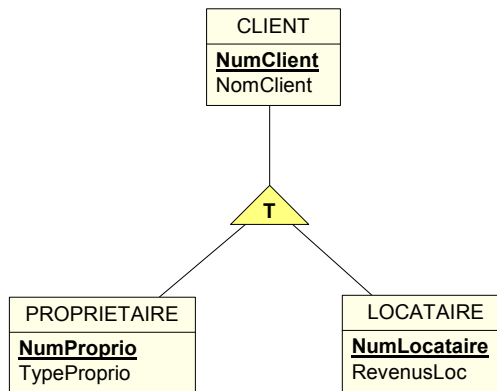 CLIENT
NumClient
NomClient
T
PROPRIETAIRE
NumProprio
TypeProprio
LOCATAIRE
NumLocataire
RevenusLoc